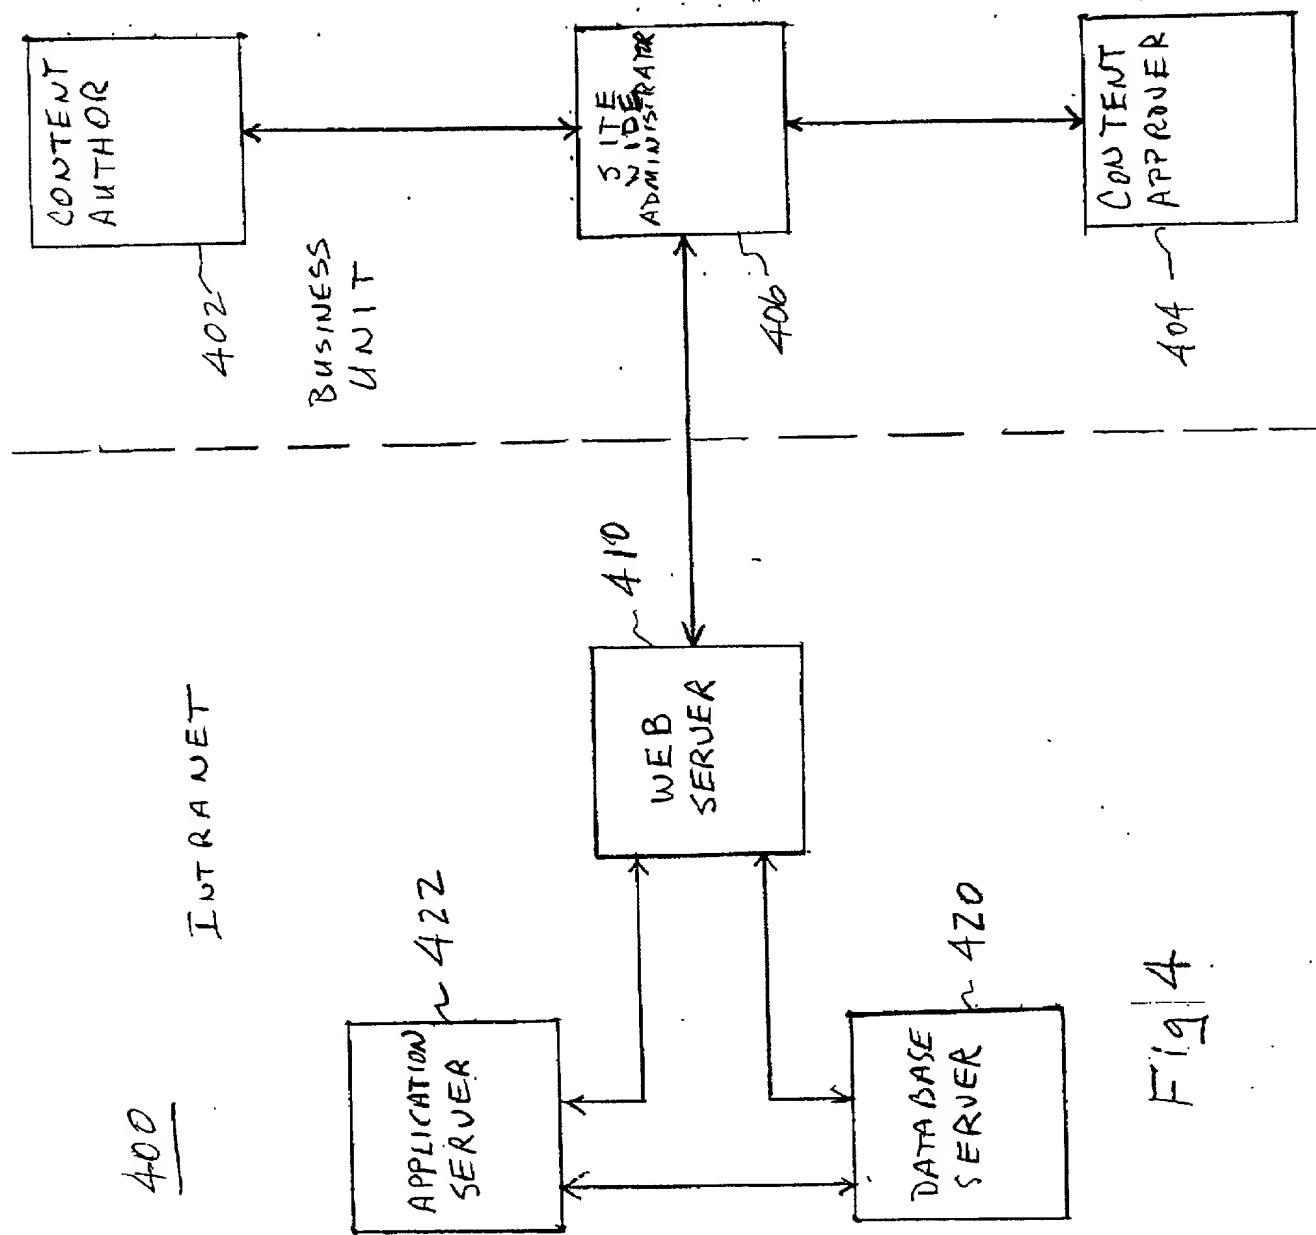 400
INTRANET
APPLICATION
SERVER
422
WEB
SERVER
410
DATABASE
SERVER
420
BUSINESS
UNIT
CONTENT
AUTHOR
402
SITE
WIDE
ADMINISTRATOR
406
CONTENT
APPROVER
404
Fig 4